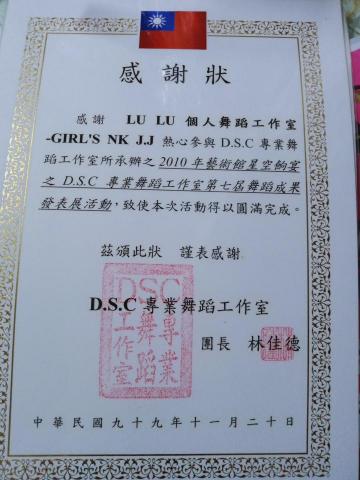 感謝狀
感謝 LU LU 個人舞蹈工作室
-GIRL'S NK J.J 熱心參與 D.S.C 專業舞
蹈工作室所承辦之 2010 年藝術館星空饗宴
之 D.S.C 專業舞蹈工作室第七屆舞蹈成果
發表展活動，致使本次活動得以圓滿完成。
茲頒此狀 謹表感謝
D.S.C 專業舞蹈工作室
團長 林佳德
DSC
專業
舞蹈
工作室
中華民國九十九年十一月二十日